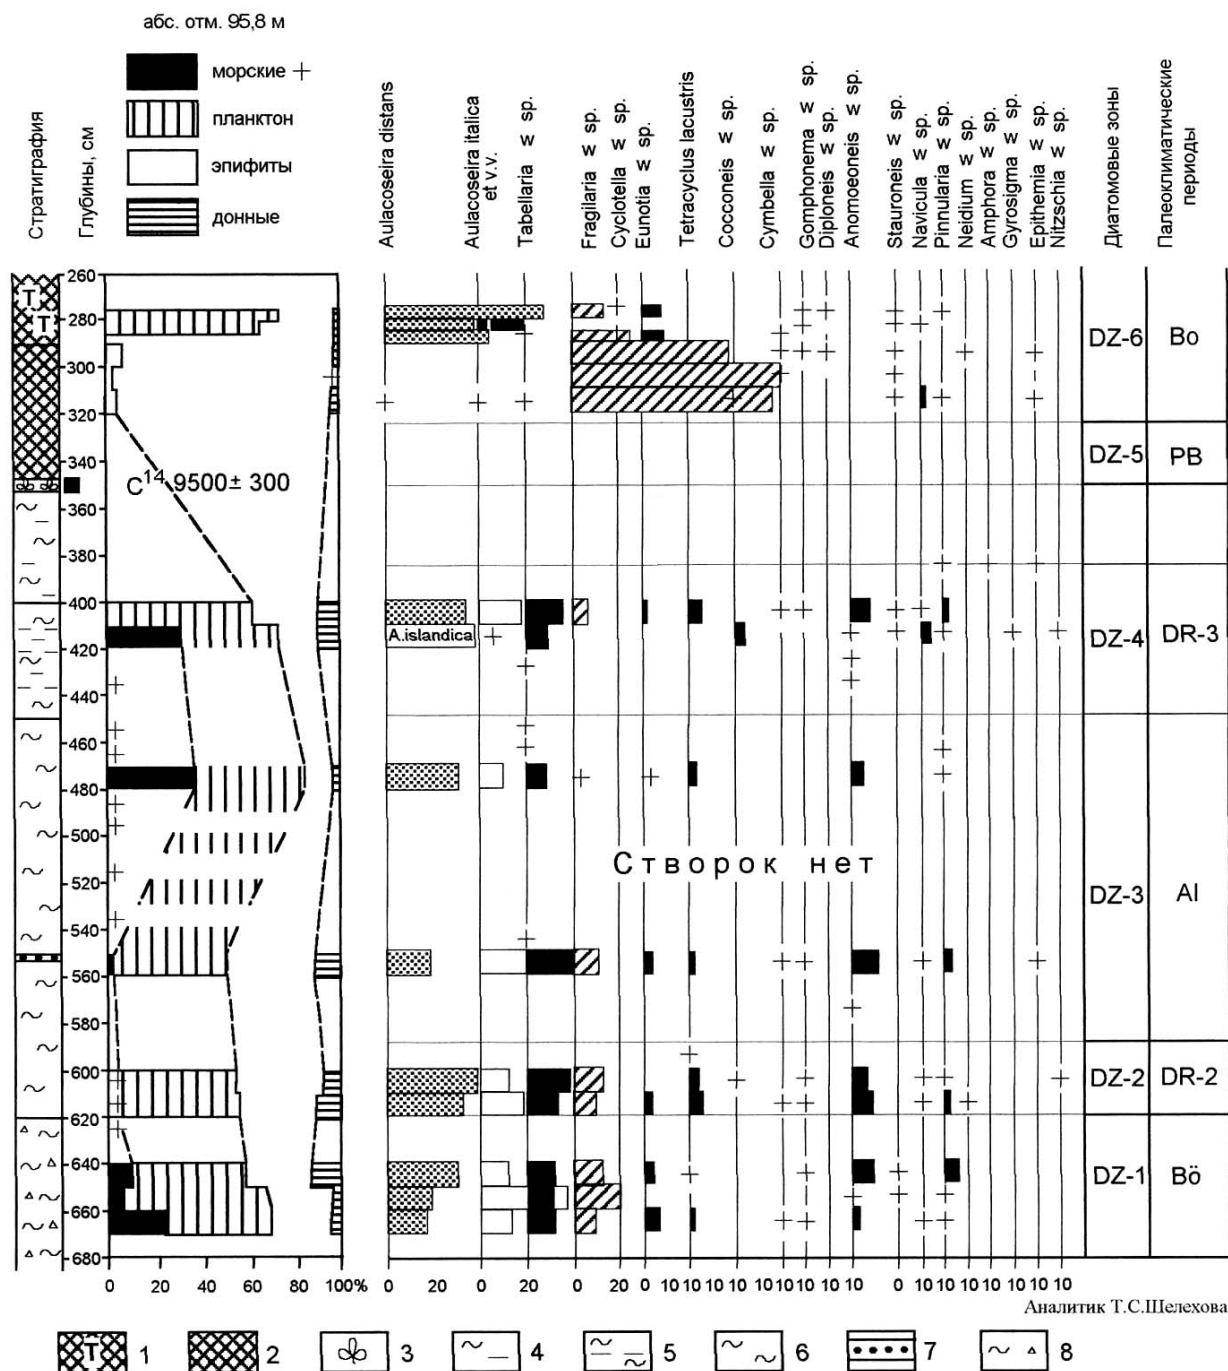 абс. отм. 95,8 м
морские +
планктон
эпифиты
донные
Стратиграфия
Глубины, см
Aulacoseira distans
Aulacoseira italica
et v.v.
Tabellaria ≤ sp.
Fragilaria ≤ sp.
Cyclotella ≤ sp.
Eunotia ≤ sp.
Tetracyclus lacustris
Cocconeis ≤ sp.
Cymbella ≤ sp.
Gomphonema ≤ sp.
Diploneis ≤ sp.
Anomoeoneis ≤ sp.
Stauroneis ≤ sp.
Navicula ≤ sp.
Pinnularia ≤ sp.
Neidium ≤ sp.
Amphora ≤ sp.
Gyrosigma ≤ sp.
Epithemia ≤ sp.
Nitzschia ≤ sp.
Диатомовые зоны
Палеоклиматические
периоды
T
T
260
280
300
320
340
360
380
400
420
440
460
480
500
520
540
560
580
600
620
640
660
680
C14 9500± 300
A.islandica
Створок нет
DZ-6 Bo
DZ-5 PB
DZ-4 DR-3
DZ-3 Al
DZ-2 DR-2
DZ-1 Bö
0 20 40 60 80 100%
0 20 0 20 0 20 0 10 10 10 10 10 10 10 0 10 10 10 10 10 10 10
Аналитик Т.С.Шелехова
T 1 2 3 4 5 6 7 8